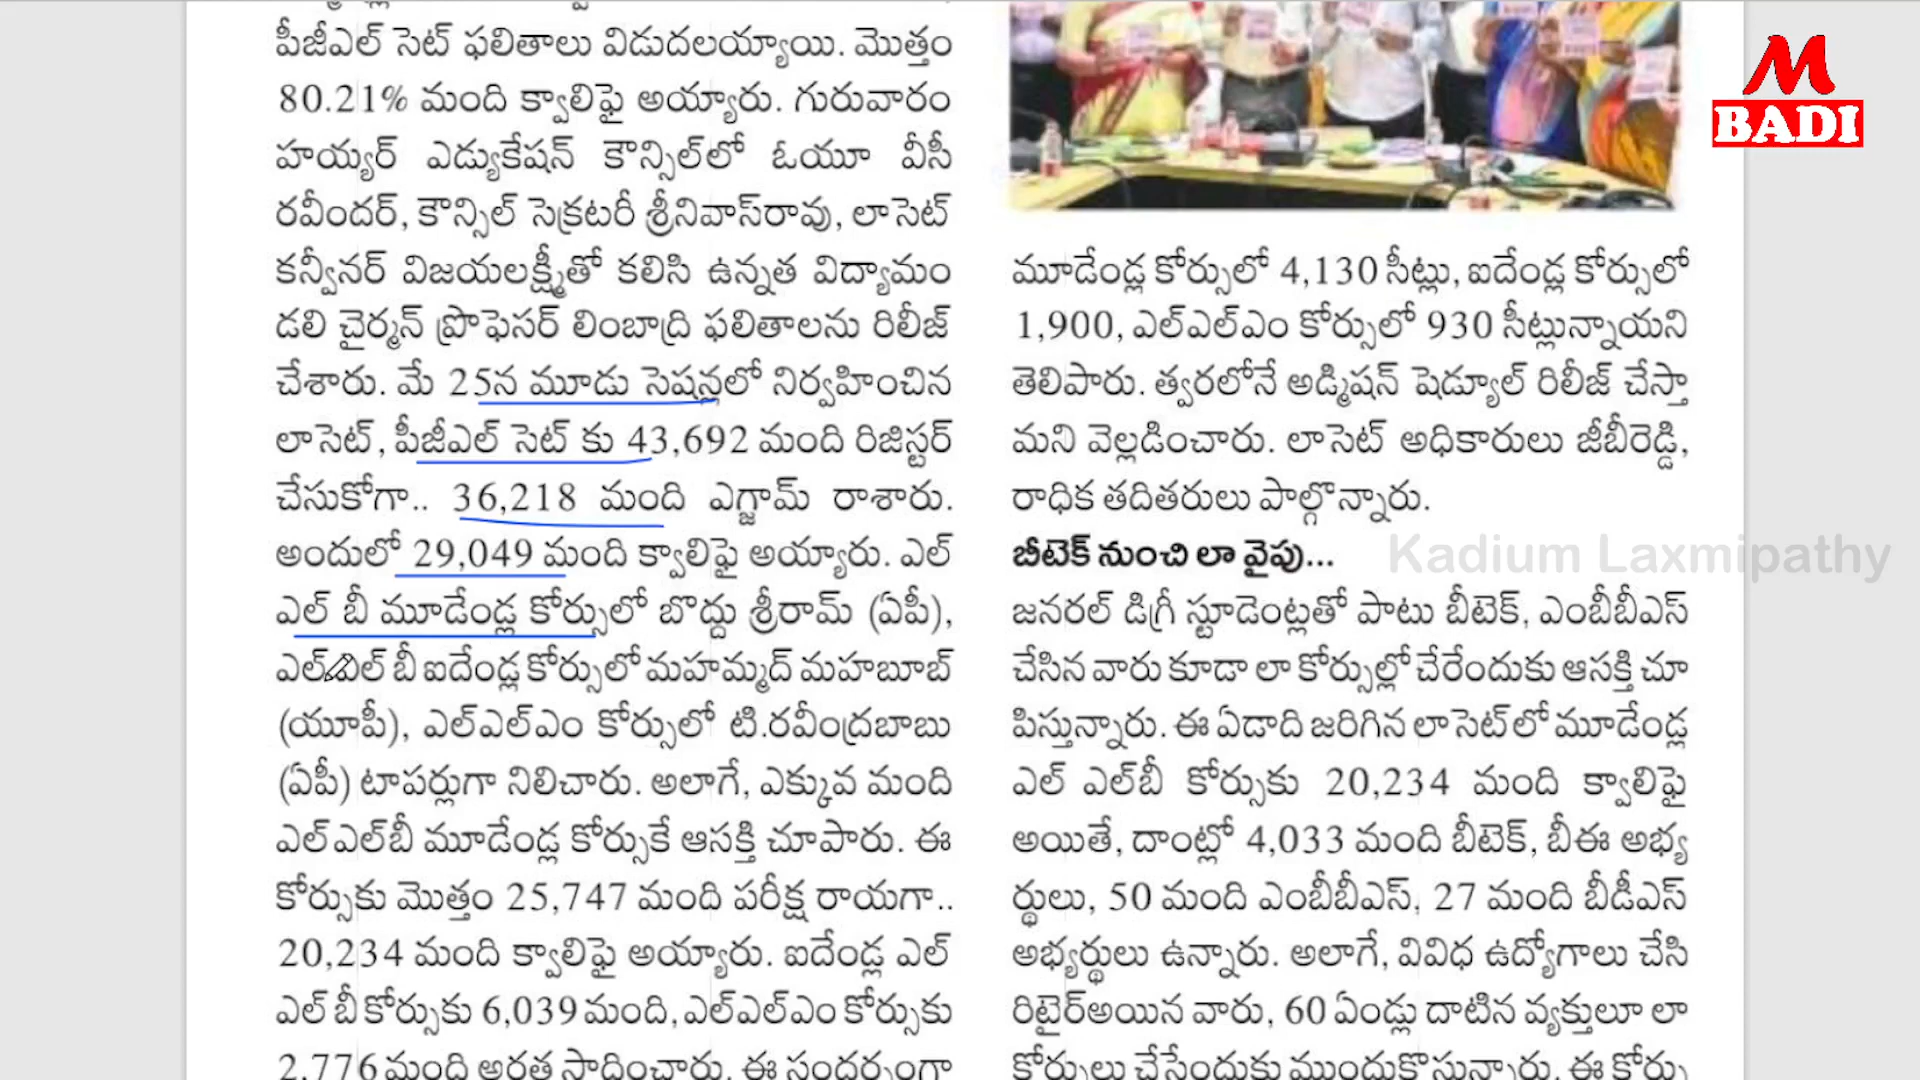 పీజీఎల్ సెట్ ఫలితాలు విడుదలయ్యాయి. మొత్తం
80.21% మంది క్వాలిఫై అయ్యారు. గురువారం
హయ్యర్ ఎడ్యుకేషన్ కౌన్సిల్‌లో ఓయూ వీసీ
రవీందర్, కౌన్సిల్ సెక్రటరీ శ్రీనివాస్‌రావు, లాసెట్
కన్వీనర్ విజయలక్ష్మీతో కలిసి ఉన్నత విద్యామం
డలి చైర్మన్ ప్రొఫెసర్ లింబాద్రి ఫలితాలను రిలీజ్
చేశారు. మే 25న మూడు సెషన్లలో నిర్వహించిన
లాసెట్, పీజీఎల్ సెట్ కు 43,692 మంది రిజిస్టర్
చేసుకోగా.. 36,218 మంది ఎగ్జామ్ రాశారు.
అందులో 29,049 మంది క్వాలిఫై అయ్యారు. ఎల్
ఎల్ బీ మూడేండ్ల కోర్సులో బొద్దు శ్రీరామ్ (ఏపీ),
ఎల్ఎల్ బీ ఐదేండ్ల కోర్సులో మహమ్మద్ మహబూబ్
(యూపీ), ఎల్ఎల్ఎం కోర్సులో టి.రవీంద్రబాబు
(ఏపీ) టాపర్లుగా నిలిచారు. అలాగే, ఎక్కువ మంది
ఎల్ఎల్‌బీ మూడేండ్ల కోర్సుకే ఆసక్తి చూపారు. ఈ
కోర్సుకు మొత్తం 25,747 మంది పరీక్ష రాయగా..
20,234 మంది క్వాలిఫై అయ్యారు. ఐదేండ్ల ఎల్
ఎల్ బీ కోర్సుకు 6,039 మంది, ఎల్ఎల్ఎం కోర్సుకు
2,776 మంది అర్హత సాధించారు. ఈ సందర్భంగా
మూడేండ్ల కోర్సులో 4,130 సీట్లు, ఐదేండ్ల కోర్సులో
1,900, ఎల్ఎల్ఎం కోర్సులో 930 సీట్లున్నాయని
తెలిపారు. త్వరలోనే అడ్మిషన్ షెడ్యూల్ రిలీజ్ చేస్తా
మని వెల్లడించారు. లాసెట్ అధికారులు జీబీరెడ్డి,
రాధిక తదితరులు పాల్గొన్నారు.
బీటెక్ నుంచి లా వైపు...
జనరల్ డిగ్రీ స్టూడెంట్లతో పాటు బీటెక్, ఎంబీబీఎస్
చేసిన వారు కూడా లా కోర్సుల్లో చేరేందుకు ఆసక్తి చూ
పిస్తున్నారు. ఈ ఏడాది జరిగిన లాసెట్‌లో మూడేండ్ల
ఎల్ ఎల్‌బీ కోర్సుకు 20,234 మంది క్వాలిఫై
అయితే, దాంట్లో 4,033 మంది బీటెక్, బీఈ అభ్య
ర్థులు, 50 మంది ఎంబీబీఎస్, 27 మంది బీడీఎస్
అభ్యర్థులు ఉన్నారు. అలాగే, వివిధ ఉద్యోగాలు చేసి
రిటైర్‌అయిన వారు, 60 ఏండ్లు దాటిన వ్యక్తులూ లా
కోర్సులు చేసేందుకు ముందుకొస్తున్నారు. ఈ కోర్సు
M
BADI
Kadium Laxmipathy